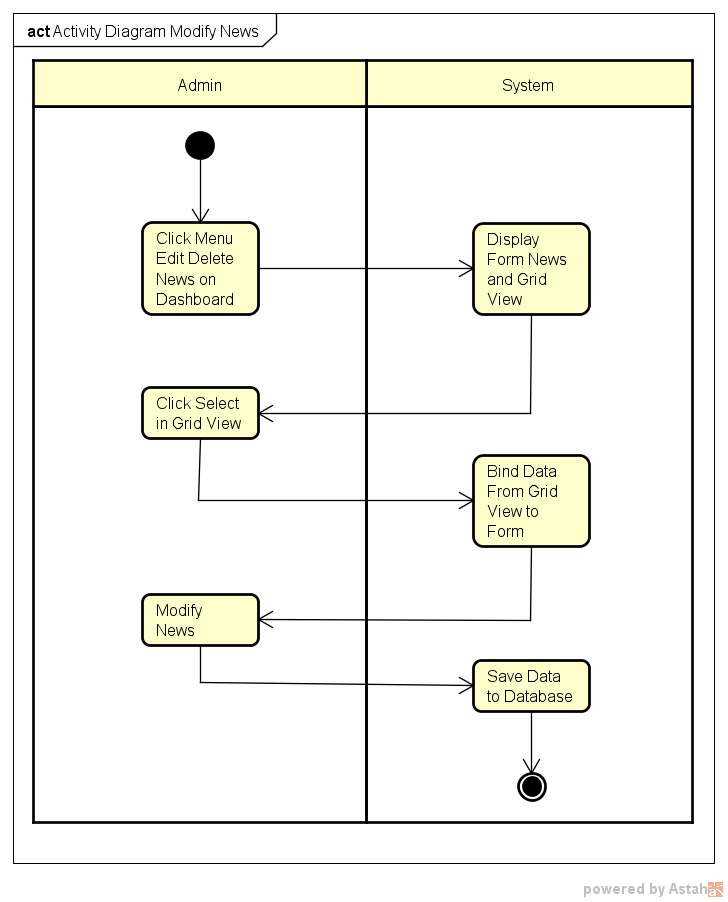 act Activity Diagram Modify News
Admin
System
Click Menu
Edit Delete
News on
Dashboard
Display
Form News
and Grid
View
Click Select
in Grid View
Bind Data
From Grid
View to
Form
Modify
News
Save Data
to Database
powered by Astah